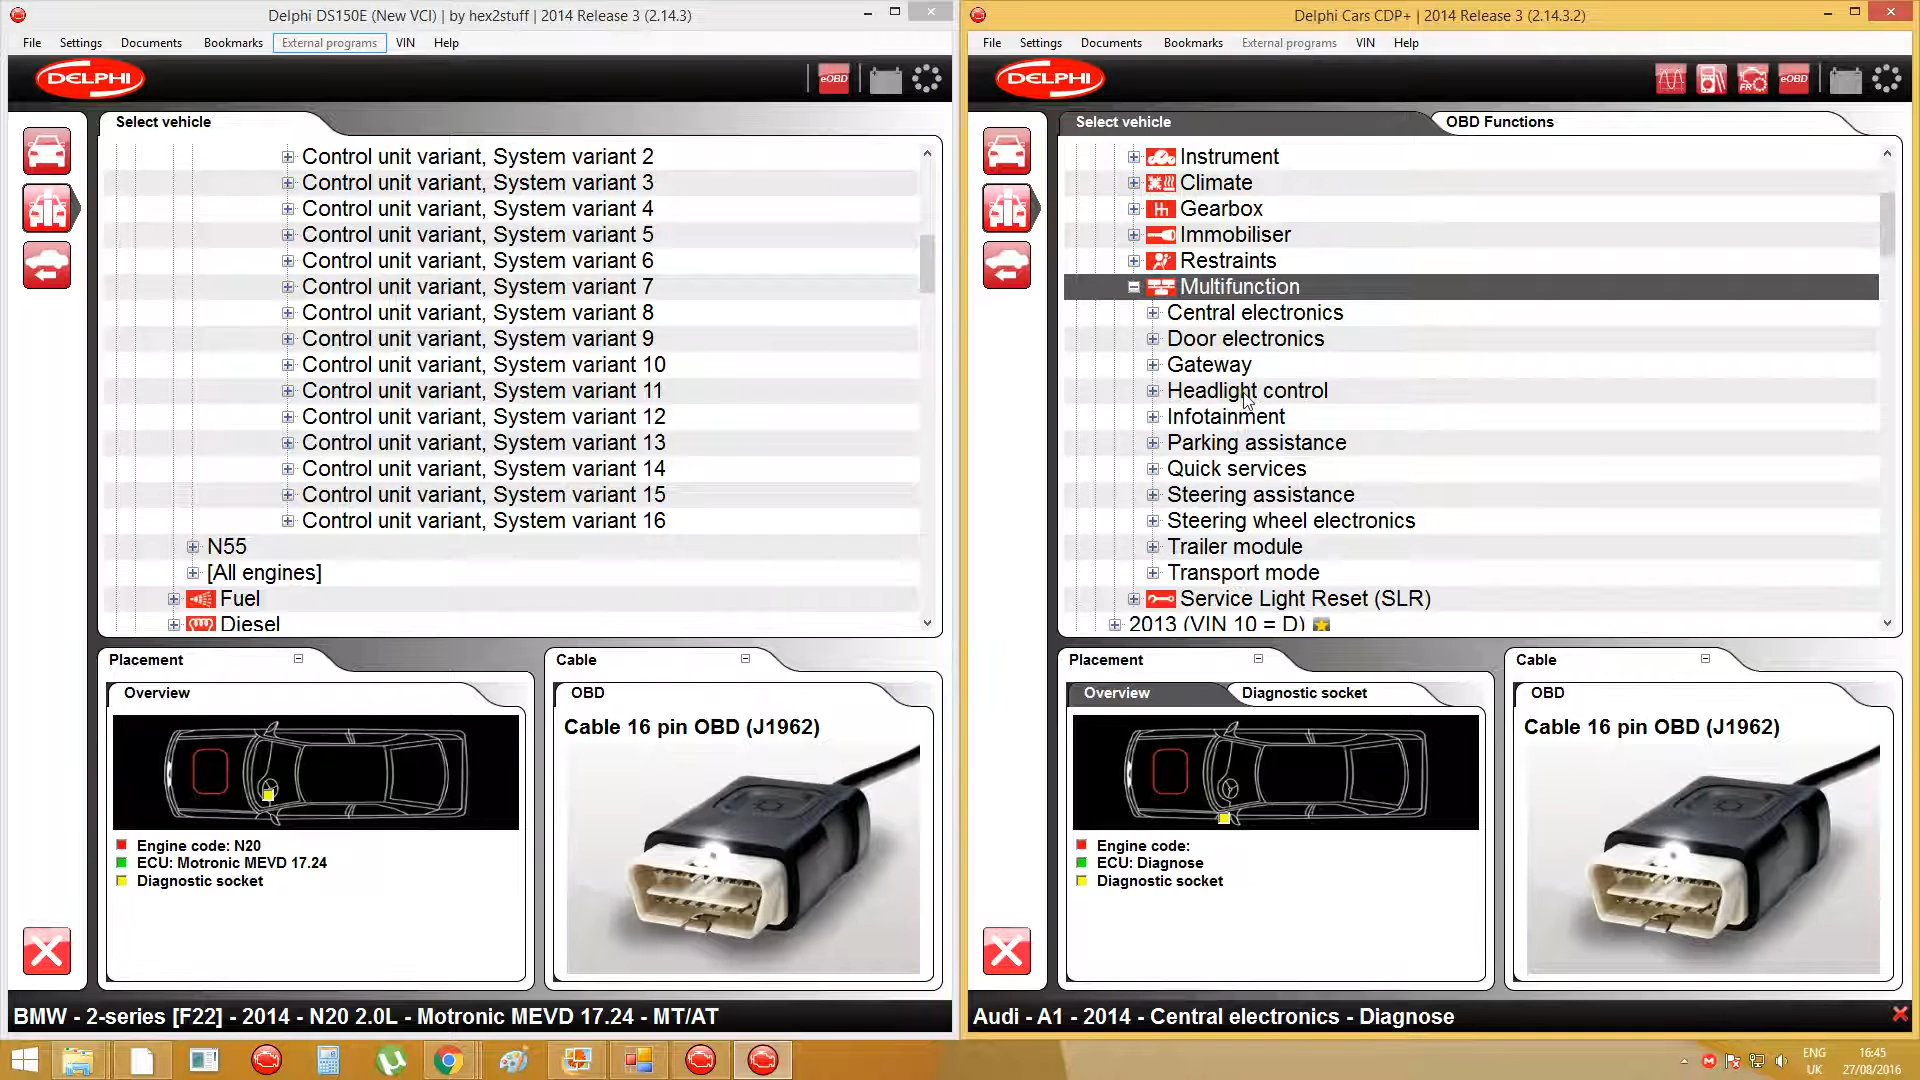 Delphi DS150E (New VCI) | by hex2stuff | 2014 Release 3 (2.14.3)
File Settings Documents Bookmarks External programs VIN Help
DELPHI
eOBD
Select vehicle
Control unit variant, System variant 2
Control unit variant, System variant 3
Control unit variant, System variant 4
Control unit variant, System variant 5
Control unit variant, System variant 6
Control unit variant, System variant 7
Control unit variant, System variant 8
Control unit variant, System variant 9
Control unit variant, System variant 10
Control unit variant, System variant 11
Control unit variant, System variant 12
Control unit variant, System variant 13
Control unit variant, System variant 14
Control unit variant, System variant 15
Control unit variant, System variant 16
N55
[All engines]
Fuel
Diesel
Placement
Overview
Engine code: N20
ECU: Motronic MEVD 17.24
Diagnostic socket
Cable
OBD
Cable 16 pin OBD (J1962)
BMW - 2-series [F22] - 2014 - N20 2.0L - Motronic MEVD 17.24 - MT/AT
Delphi Cars CDP+ | 2014 Release 3 (2.14.3.2)
File Settings Documents Bookmarks External programs VIN Help
DELPHI
FR
eOBD
Select vehicle
OBD Functions
Instrument
Climate
Gearbox
Immobiliser
Restraints
Multifunction
Central electronics
Door electronics
Gateway
Headlight control
Infotainment
Parking assistance
Quick services
Steering assistance
Steering wheel electronics
Trailer module
Transport mode
Service Light Reset (SLR)
2013 (VIN 10 = D)
Placement
Overview
Diagnostic socket
Engine code:
ECU: Diagnose
Diagnostic socket
Cable
OBD
Cable 16 pin OBD (J1962)
Audi - A1 - 2014 - Central electronics - Diagnose
ENG
UK
16:45
27/08/2016